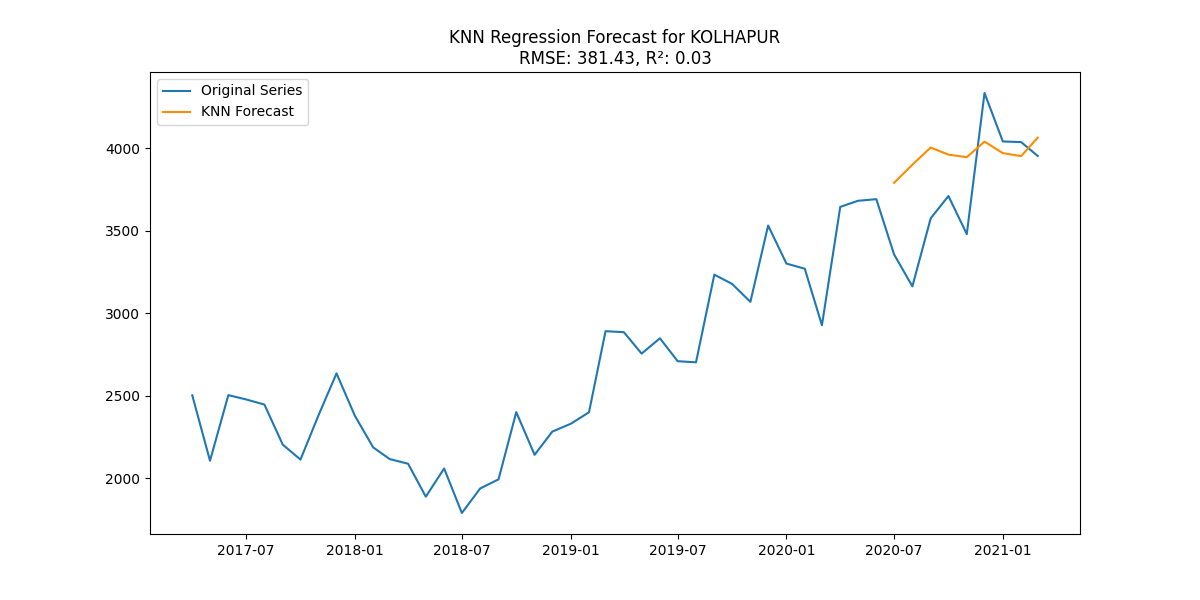 KNN Regression Forecast for KOLHAPUR
RMSE: 381.43, R²: 0.03
Original Series
KNN Forecast
4000
3500
3000
2500
2000
2017-07 2018-01 2018-07 2019-01 2019-07 2020-01 2020-07 2021-01